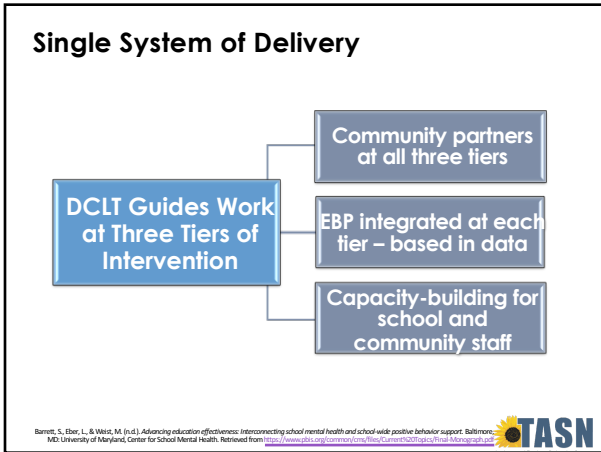 Single System of Delivery
DCLT Guides Work
at Three Tiers of
Intervention
Community partners
at all three tiers
EBP integrated at each
tier – based in data
Capacity-building for
school and
community staff
Barrett, S., Eber, L., & Weist, M. (n.d.). Advancing education effectiveness: Interconnecting school mental health and school-wide positive behavior support. Baltimore,
MD: University of Maryland, Center for School Mental Health. Retrieved from https://www.pbis.org/common/cms/files/Current%20Topics/Final-Monograph.pdf
TASN